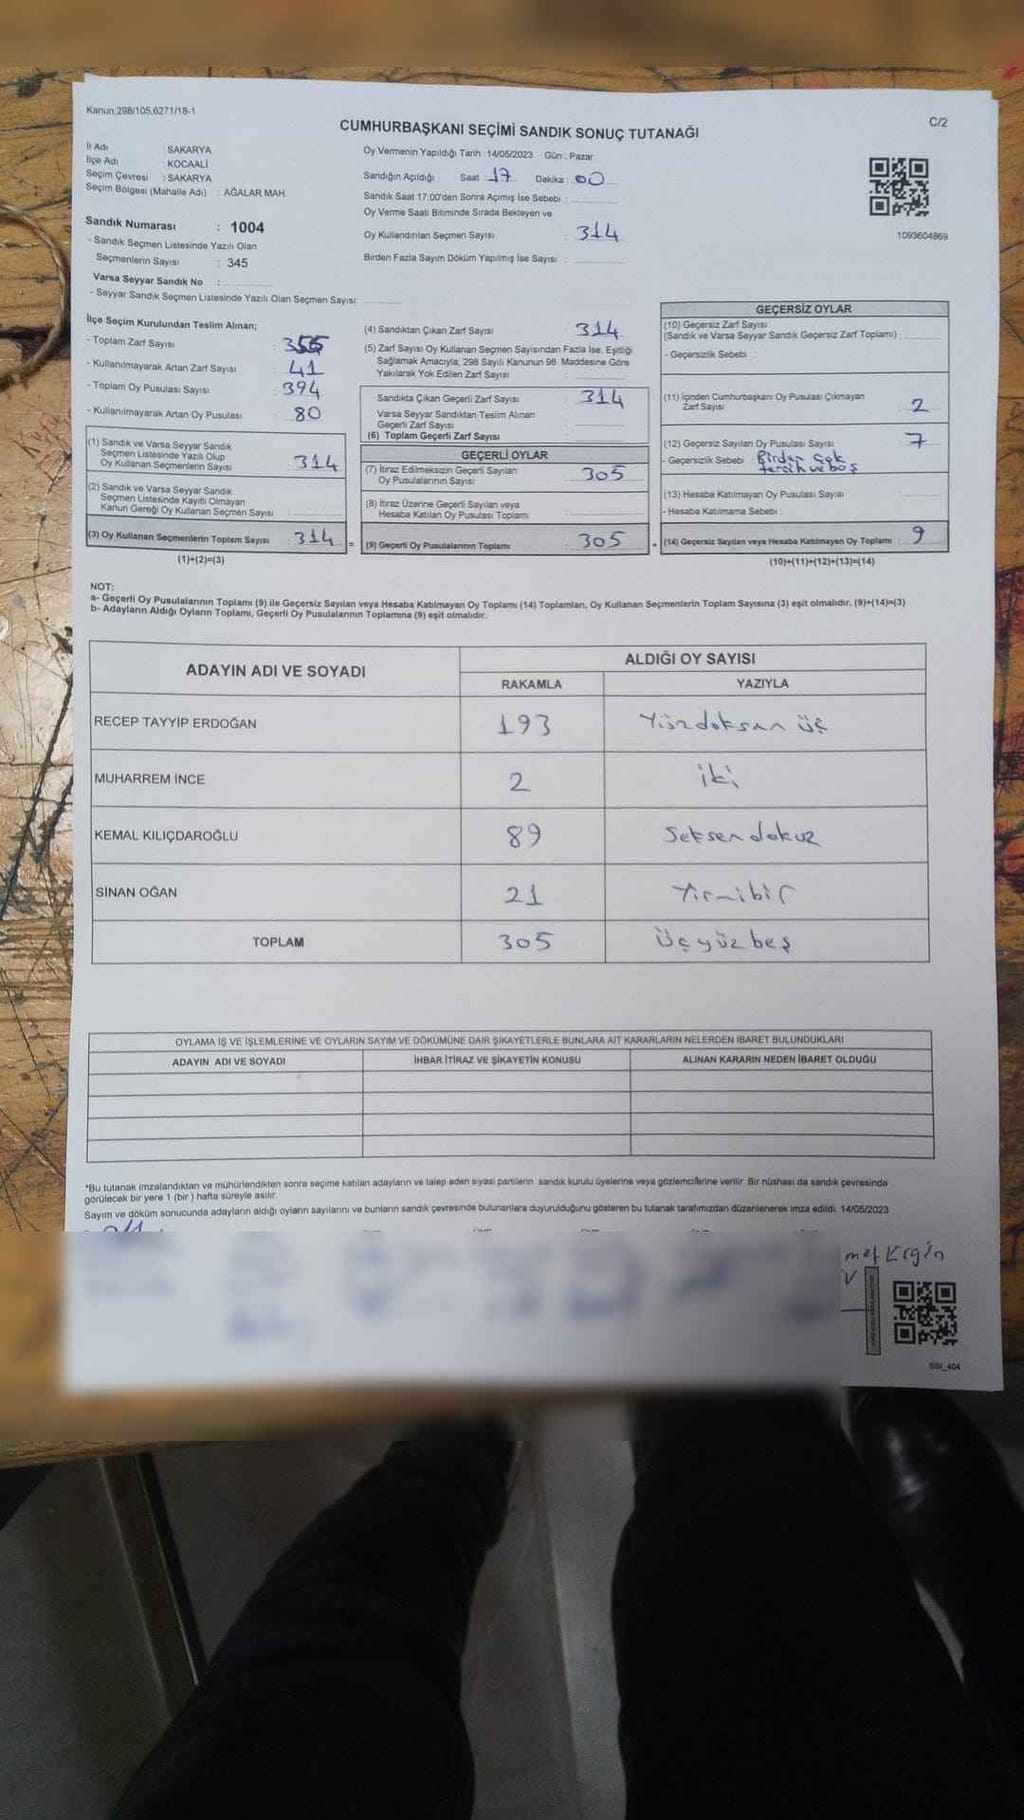 Kanun:298/105,6271/18-1
C/2
CUMHURBAŞKANI SEÇİMİ SANDIK SONUÇ TUTANAĞI
İl Adı : SAKARYA
İlçe Adı : KOCAALİ
Seçim Çevresi : SAKARYA
Seçim Bölgesi (Mahalle Adı) : AĞALAR MAH.
Sandık Numarası : 1004
- Sandık Seçmen Listesinde Yazılı Olan
Seçmenlerin Sayısı : 345
Varsa Seyyar Sandık No :
- Seyyar Sandık Seçmen Listesinde Yazılı Olan Seçmen Sayısı:
Oy Vermenin Yapıldığı Tarih : 14/05/2023 Gün : Pazar
Sandığın Açıldığı Saat : 17 Dakika : 00
Sandık Saat 17:00'den Sonra Açılmış İse Sebebi :
Oy Verme Saati Bitiminde Sırada Bekleyen ve
Oy Kullandırılan Seçmen Sayısı : 314
Birden Fazla Sayım Döküm Yapılmış İse Sayısı :
1093604869
İlçe Seçim Kurulundan Teslim Alınan;
- Toplam Zarf Sayısı : 355
- Kullanılmayarak Artan Zarf Sayısı : 41
- Toplam Oy Pusulası Sayısı : 394
- Kullanılmayarak Artan Oy Pusulası : 80
(1) Sandık ve Varsa Seyyar Sandık
Seçmen Listesinde Yazılı Olup
Oy Kullanan Seçmenlerin Sayısı : 314
(2) Sandık ve Varsa Seyyar Sandık
Seçmen Listesinde Kayıtlı Olmayan
Kanun Gereği Oy Kullanan Seçmen Sayısı :
(3) Oy Kullanan Seçmenlerin Toplam Sayısı : 314
(1)+(2)=(3)
(4) Sandıktan Çıkan Zarf Sayısı : 314
(5) Zarf Sayısı Oy Kullanan Seçmen Sayısından Fazla İse, Eşitliği
Sağlamak Amacıyla; 298 Sayılı Kanunun 98. Maddesine Göre
Yakılarak Yok Edilen Zarf Sayısı :
Sandıkta Çıkan Geçerli Zarf Sayısı : 314
Varsa Seyyar Sandıktan Teslim Alınan
Geçerli Zarf Sayısı :
(6) Toplam Geçerli Zarf Sayısı :
GEÇERLİ OYLAR
(7) İtiraz Edilmeksizin Geçerli Sayılan
Oy Pusulalarının Sayısı : 305
(8) İtiraz Üzerine Geçerli Sayılan veya
Hesaba Katılan Oy Pusulası Toplamı :
= (9) Geçerli Oy Pusulalarının Toplamı : 305
GEÇERSİZ OYLAR
(10) Geçersiz Zarf Sayısı
(Sandık ve Varsa Seyyar Sandık Geçersiz Zarf Toplamı) :
- Geçersizlik Sebebi :
(11) İçinden Cumhurbaşkanı Oy Pusulası Çıkmayan
Zarf Sayısı : 2
(12) Geçersiz Sayılan Oy Pusulası Sayısı : 7
- Geçersizlik Sebebi : Birden Çok
tercih ve boş
(13) Hesaba Katılmayan Oy Pusulası Sayısı :
- Hesaba Katılmama Sebebi :
+ (14) Geçersiz Sayılan veya Hesaba Katılmayan Oy Toplamı : 9
(10)+(11)+(12)+(13)=(14)
NOT:
a- Geçerli Oy Pusulalarının Toplamı (9) ile Geçersiz Sayılan veya Hesaba Katılmayan Oy Toplamı (14) Toplamları, Oy Kullanan Seçmenlerin Toplam Sayısına (3) eşit olmalıdır. (9)+(14)=(3)
b- Adayların Aldığı Oyların Toplamı, Geçerli Oy Pusulalarının Toplamına (9) eşit olmalıdır.
ADAYIN ADI VE SOYADI
ALDIĞI OY SAYISI
RAKAMLA YAZIYLA
RECEP TAYYİP ERDOĞAN 193 Yüzdoksan üç
MUHARREM İNCE 2 iki
KEMAL KILIÇDAROĞLU 89 Seksendokuz
SİNAN OĞAN 21 Yirmibir
TOPLAM 305 Üçyüzbeş
OYLAMA İŞ VE İŞLEMLERİNE VE OYLARIN SAYIM VE DÖKÜMÜNE DAİR ŞİKAYETLERLE BUNLARA AİT KARARLARIN NELERDEN İBARET BULUNDUKLARI
ADAYIN ADI VE SOYADI İHBAR İTİRAZ VE ŞİKAYETİN KONUSU ALINAN KARARIN NEDEN İBARET OLDUĞU
*Bu tutanak imzalandıktan ve mühürlendikten sonra seçime katılan adayların ve talep eden siyasi partilerin sandık kurulu üyelerine veya gözlemcilerine verilir. Bir nüshası da sandık çevresinde
görülecek bir yere 1 (bir ) hafta süreyle asılır.
Sayım ve döküm sonucunda adayların aldığı oyların sayılarını ve bunların sandık çevresinde bulunanlara duyurulduğunu gösteren bu tutanak tarafımızdan düzenlenerek imza edildi. 14/05/2023
SSI_404